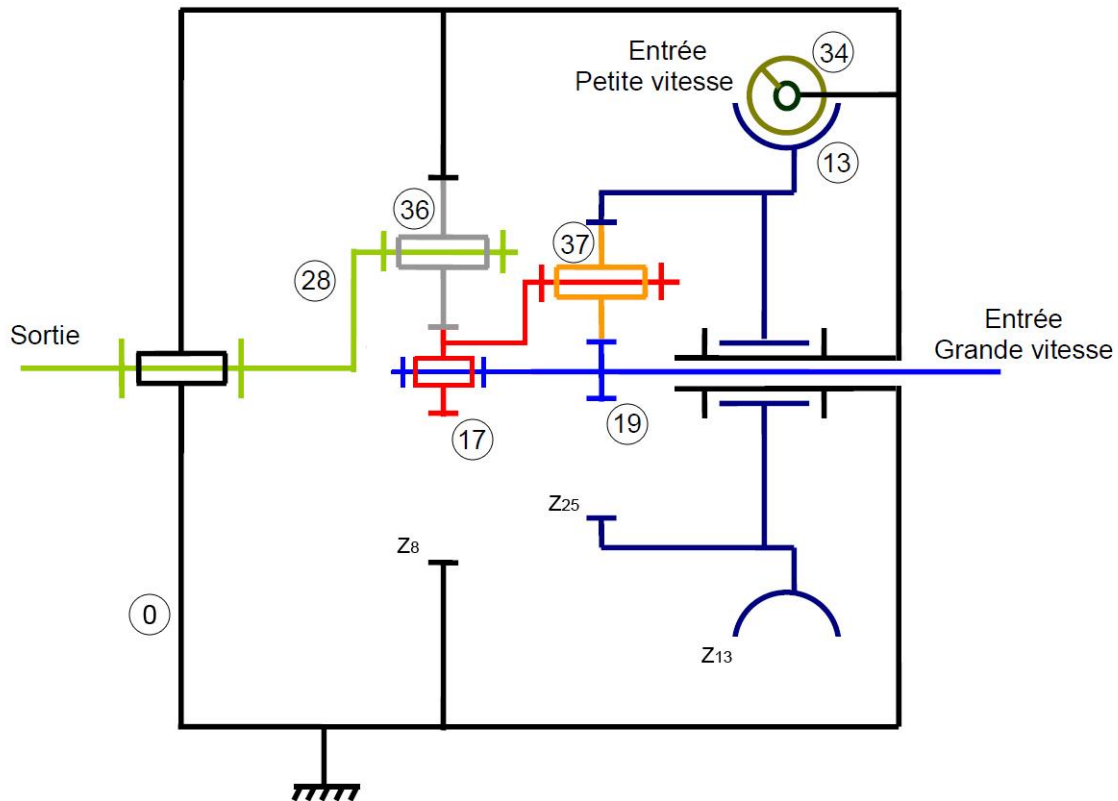 Entrée
Petite vitesse
34
13
36
37
28
Sortie
Entrée
Grande vitesse
17
19
z25
z8
0
z13